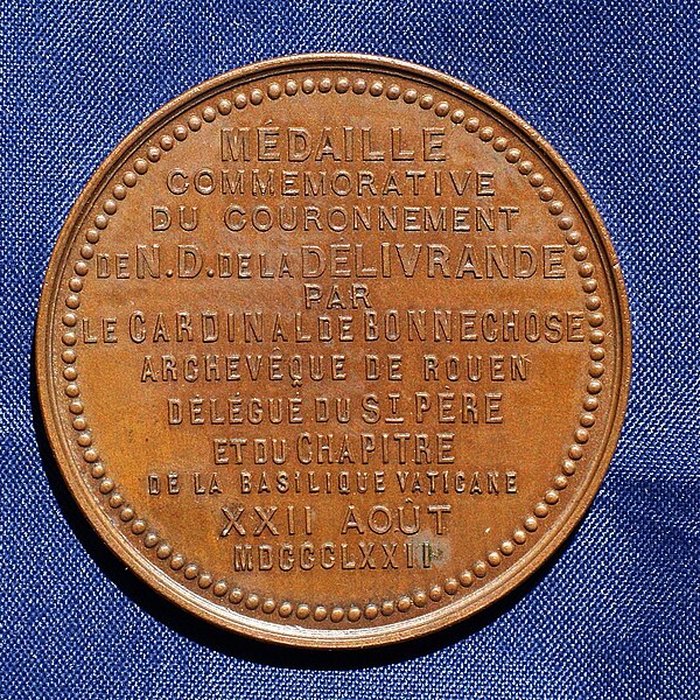 MÉDAILLE
COMMEMORATIVE
DU COURONNEMENT
DE N.D. DE LA DELIVRANDE
PAR
LE CARDINAL DE BONNECHOSE
ARCHEVÊQUE DE ROUEN
DÉLÉGUÉ DU ST PÈRE
ET DU CHAPITRE
DE LA BASILIQUE VATICANE
XXII AOÛT
MDCCCLXXII